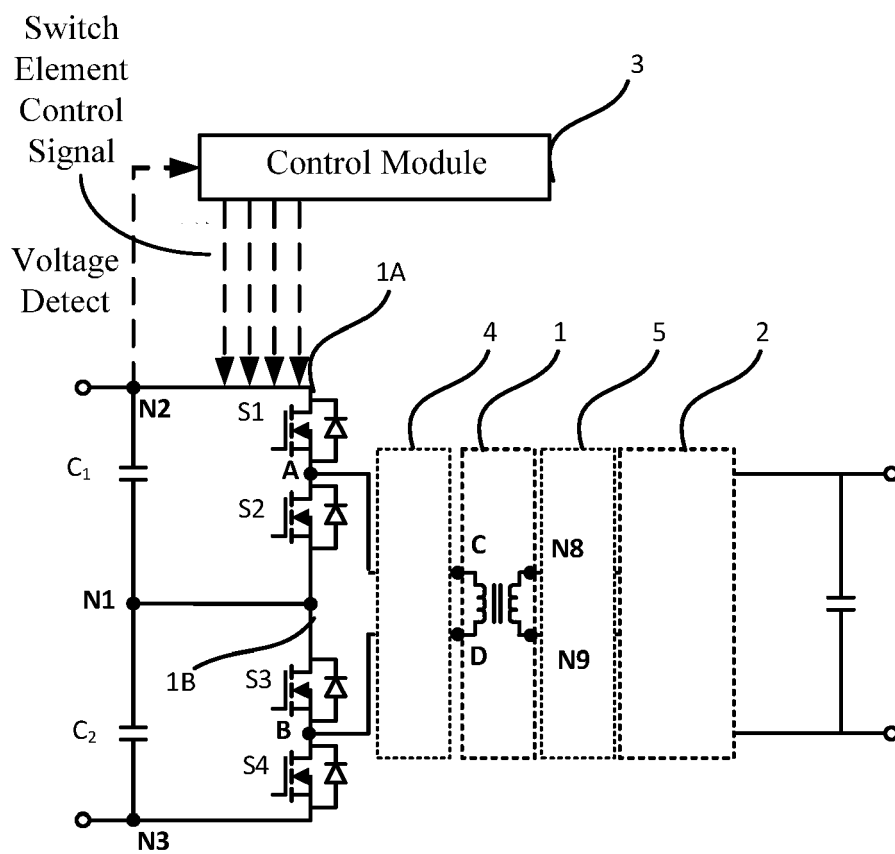 Switch
Element
Control
Signal
3
Control Module
Voltage
Detect
1A
4
1
5
2
N2
S1
C1
A
S2
C
N8
N1
D
N9
1B
S3
C2
B
S4
N3